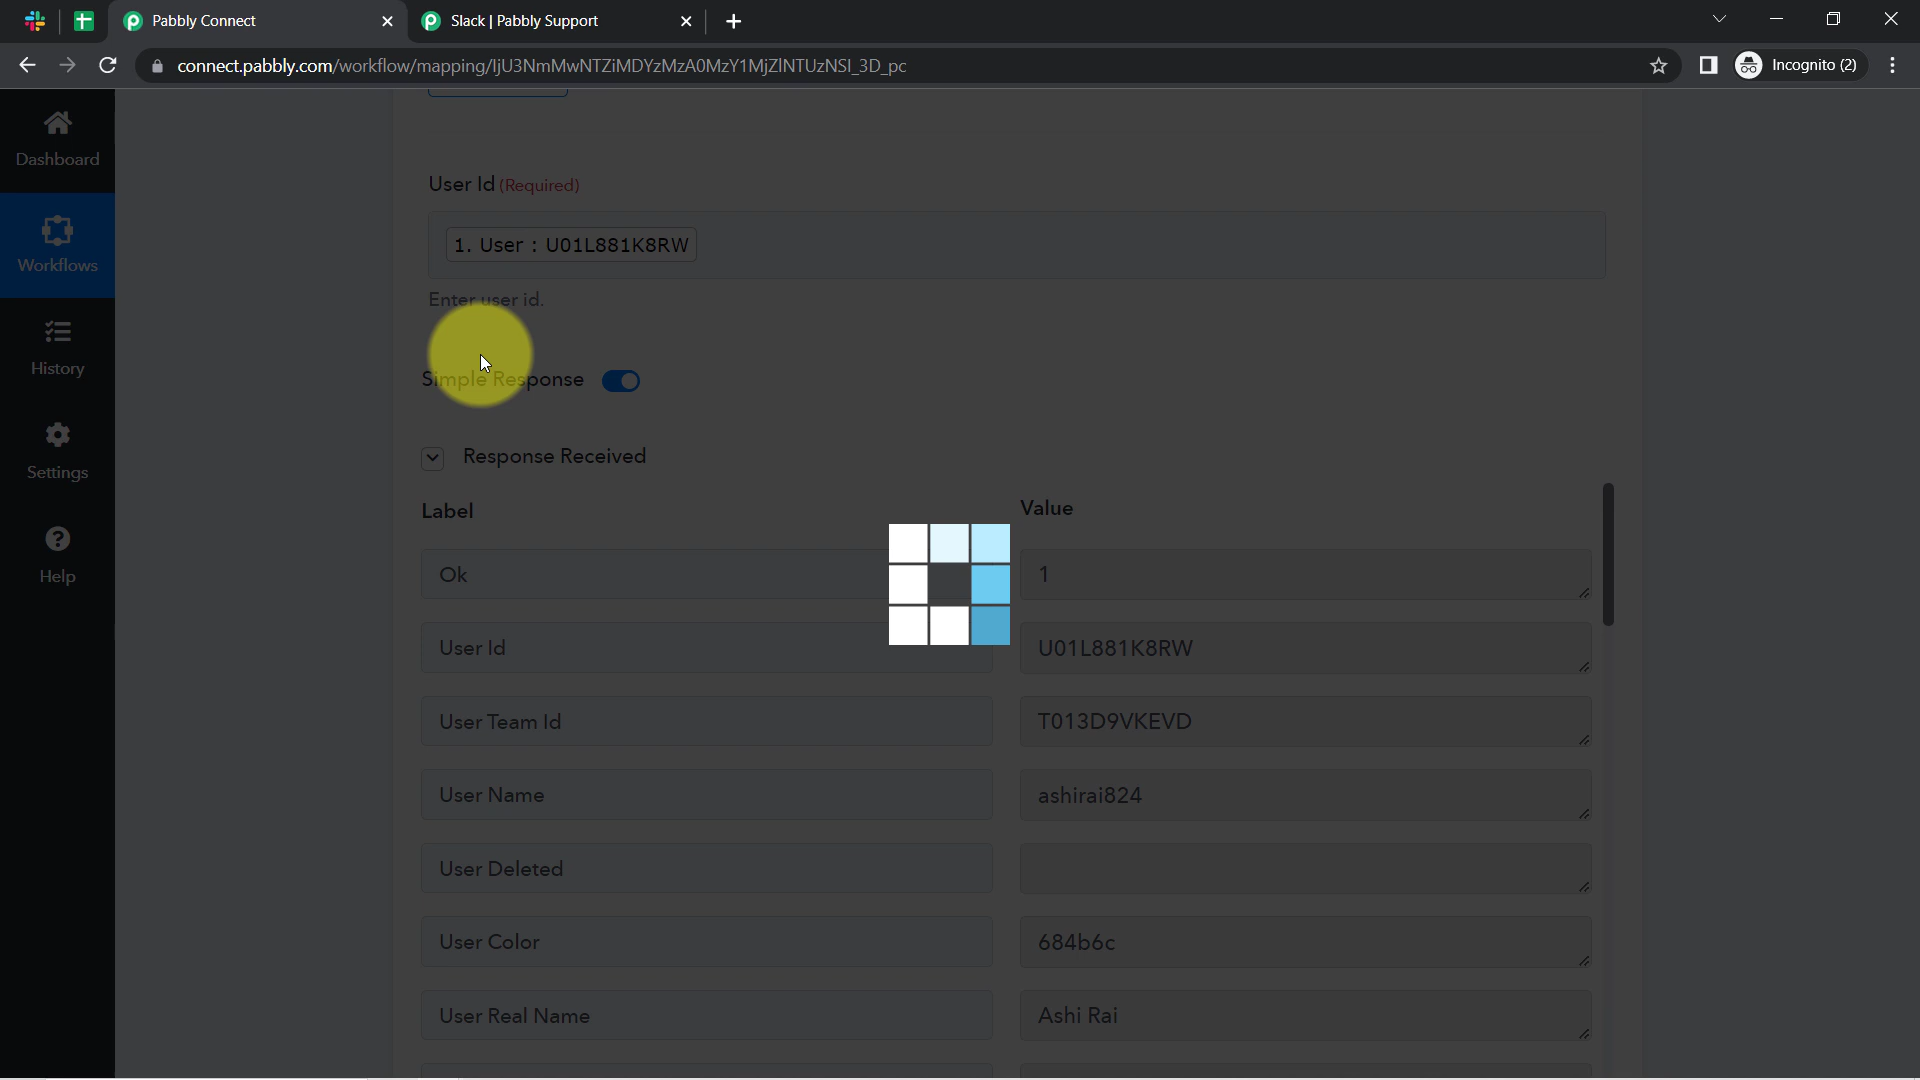 Pabbly Connect
Slack | Pabbly Support
connect.pabbly.com/workflow/mapping/IjU3NmMwNTZiMDYzMzA0MzY1MjZlNTUzNSI_3D_pc
Incognito (2)
Dashboard
Workflows
History
Settings
Help
User Id (Required)
1. User : U01L881K8RW
Enter user id.
Simple Response
Response Received
Label
Value
Ok
1
User Id
U01L881K8RW
User Team Id
T013D9VKEVD
User Name
ashirai824
User Deleted
User Color
684b6c
User Real Name
Ashi Rai